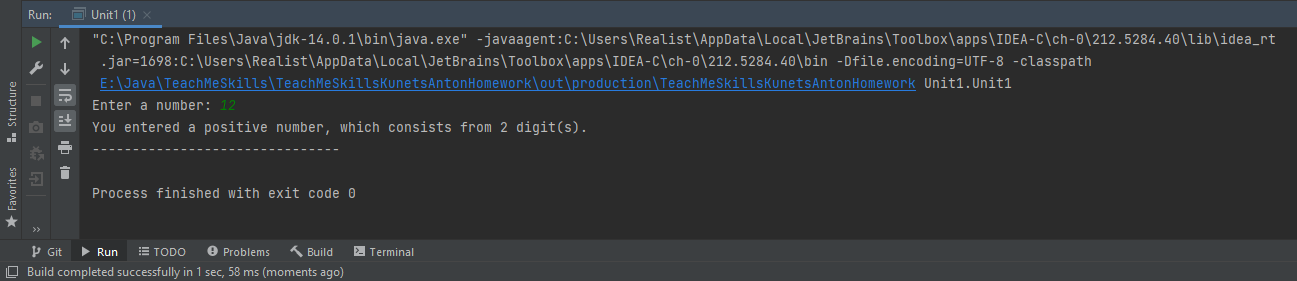 Run: Unit1 (1) ×
"C:\Program Files\Java\jdk-14.0.1\bin\java.exe" -javaagent:C:\Users\Realist\AppData\Local\JetBrains\Toolbox\apps\IDEA-C\ch-0\212.5284.40\lib\idea_rt
.jar=1698:C:\Users\Realist\AppData\Local\JetBrains\Toolbox\apps\IDEA-C\ch-0\212.5284.40\bin -Dfile.encoding=UTF-8 -classpath
E:\Java\TeachMeSkills\TeachMeSkillsKunetsAntonHomework\out\production\TeachMeSkillsKunetsAntonHomework Unit1.Unit1
Enter a number: 12
You entered a positive number, which consists from 2 digit(s).
-------------------------------
Process finished with exit code 0
Structure
Favorites
Git Run TODO Problems Build Terminal
Build completed successfully in 1 sec, 58 ms (moments ago)